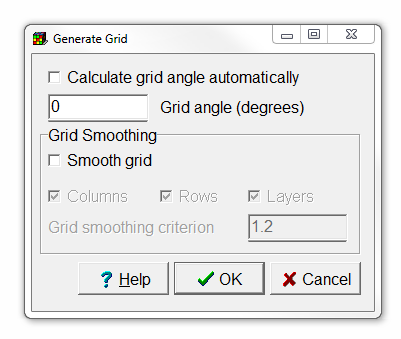 Generate Grid
Calculate grid angle automatically
0 Grid angle (degrees)
Grid Smoothing
Smooth grid
Columns Rows Layers
Grid smoothing criterion 1.2
? Help OK Cancel